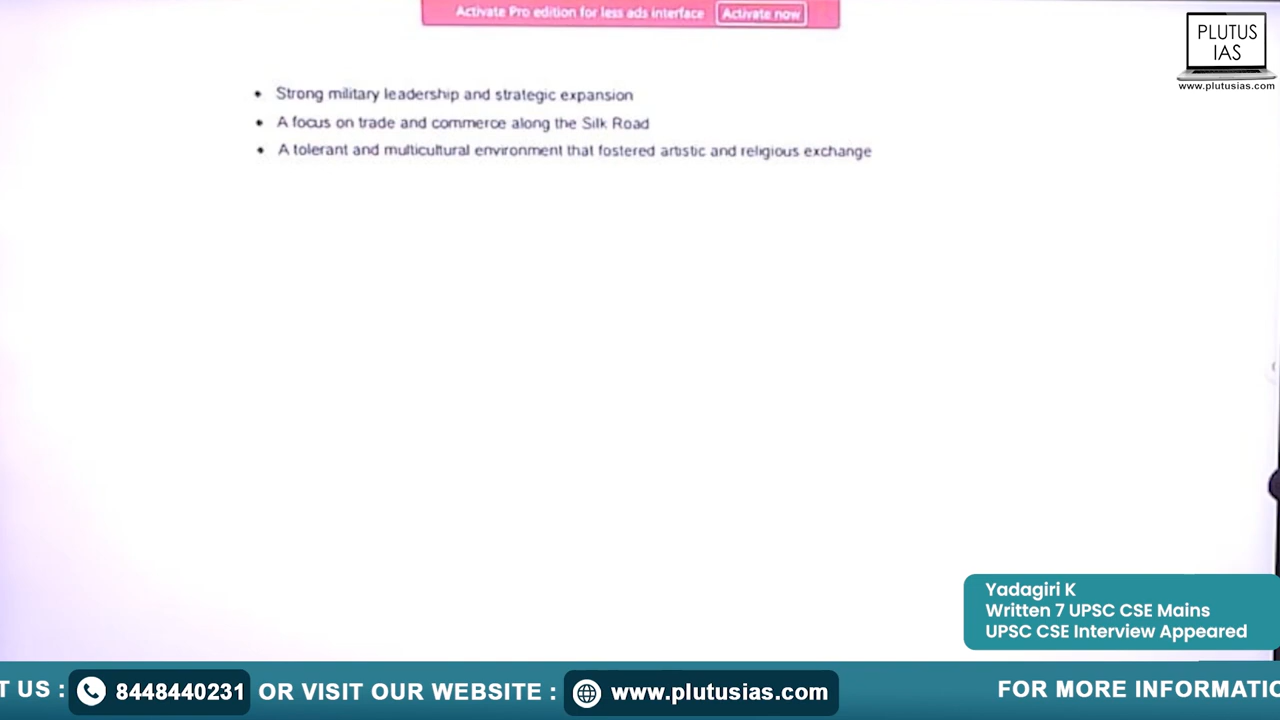 Activate Pro edition for less ads interface Activate now
PLUTUS
IAS
www.plutusias.com
• Strong military leadership and strategic expansion
• A focus on trade and commerce along the Silk Road
• A tolerant and multicultural environment that fostered artistic and religious exchange
Yadagiri K
Written 7 UPSC CSE Mains
UPSC CSE Interview Appeared
T US : 8448440231 OR VISIT OUR WEBSITE : www.plutusias.com FOR MORE INFORMATIO